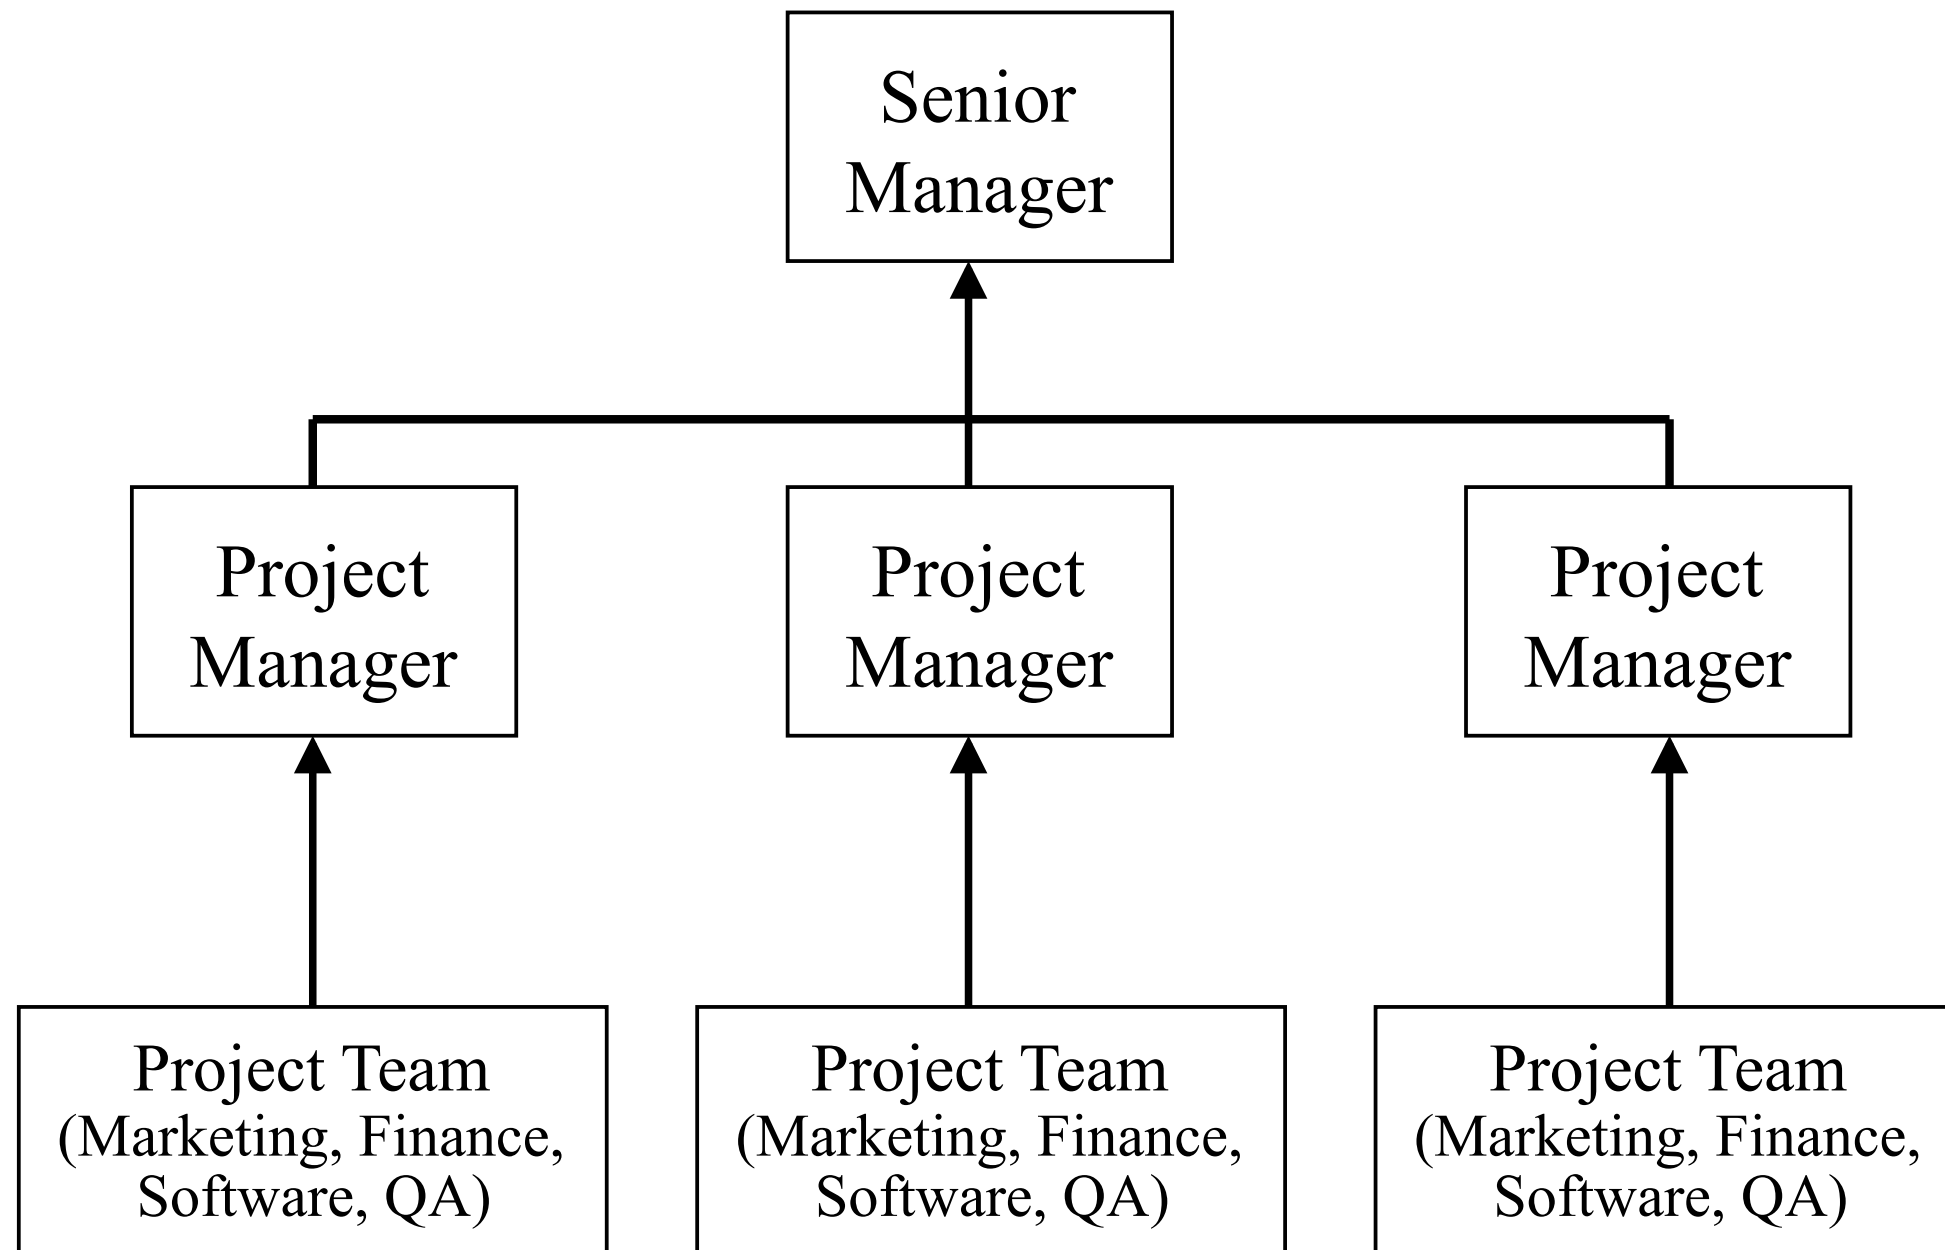 Senior
Manager
Project
Manager
Project
Manager
Project
Manager
Project Team
(Marketing, Finance,
Software, QA)
Project Team
(Marketing, Finance,
Software, QA)
Project Team
(Marketing, Finance,
Software, QA)